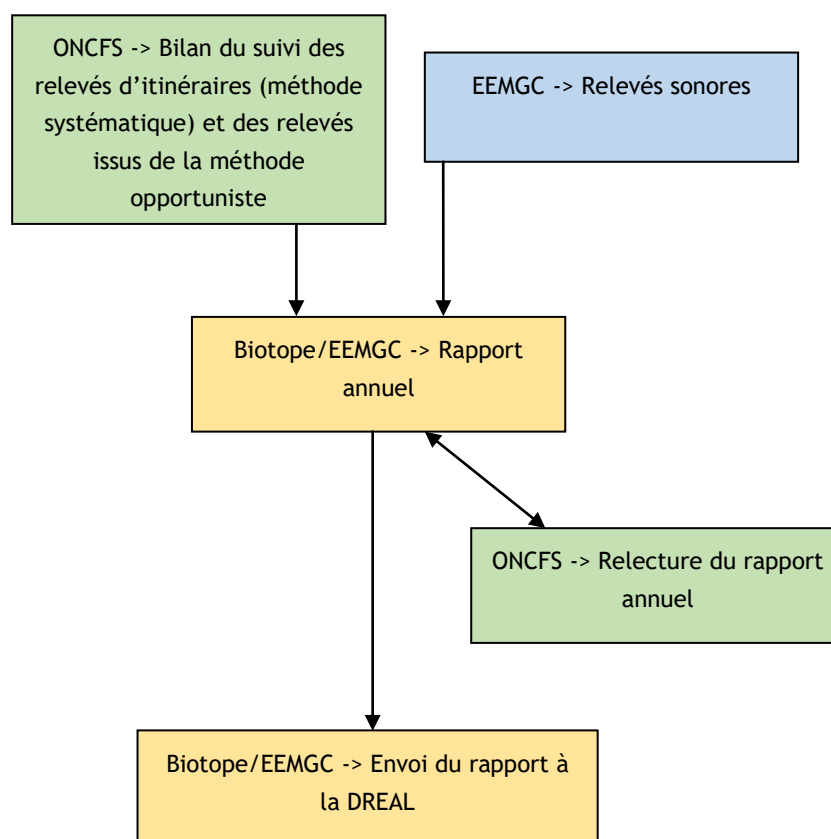 ONCFS -> Bilan du suivi des
relevés d’itinéraires (méthode
systématique) et des relevés
issus de la méthode
opportuniste
EEMGC -> Relevés sonores
Biotope/EEMGC -> Rapport
annuel
ONCFS -> Relecture du rapport
annuel
Biotope/EEMGC -> Envoi du rapport à
la DREAL